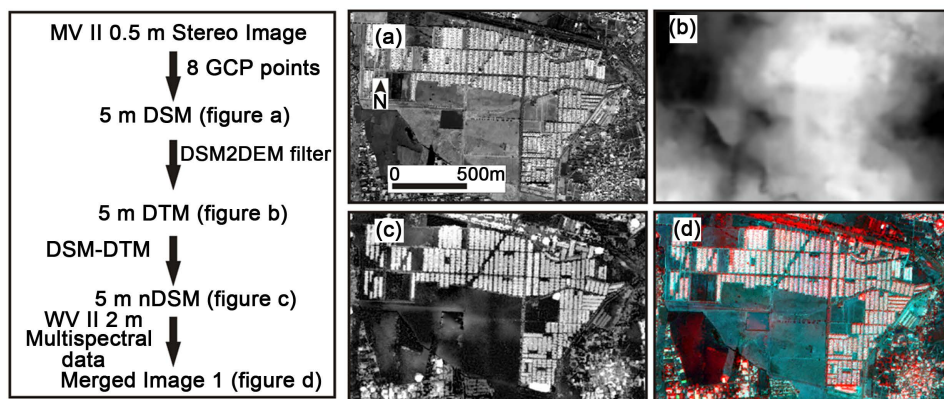 MV II 0.5 m Stereo Image
8 GCP points
5 m DSM (figure a)
DSM2DEM filter
5 m DTM (figure b)
DSM-DTM
5 m nDSM (figure c)
WV II 2 m
Multispectral
data
Merged Image 1 (figure d)
(a)
N
0 500m
(b)
(c)
(d)